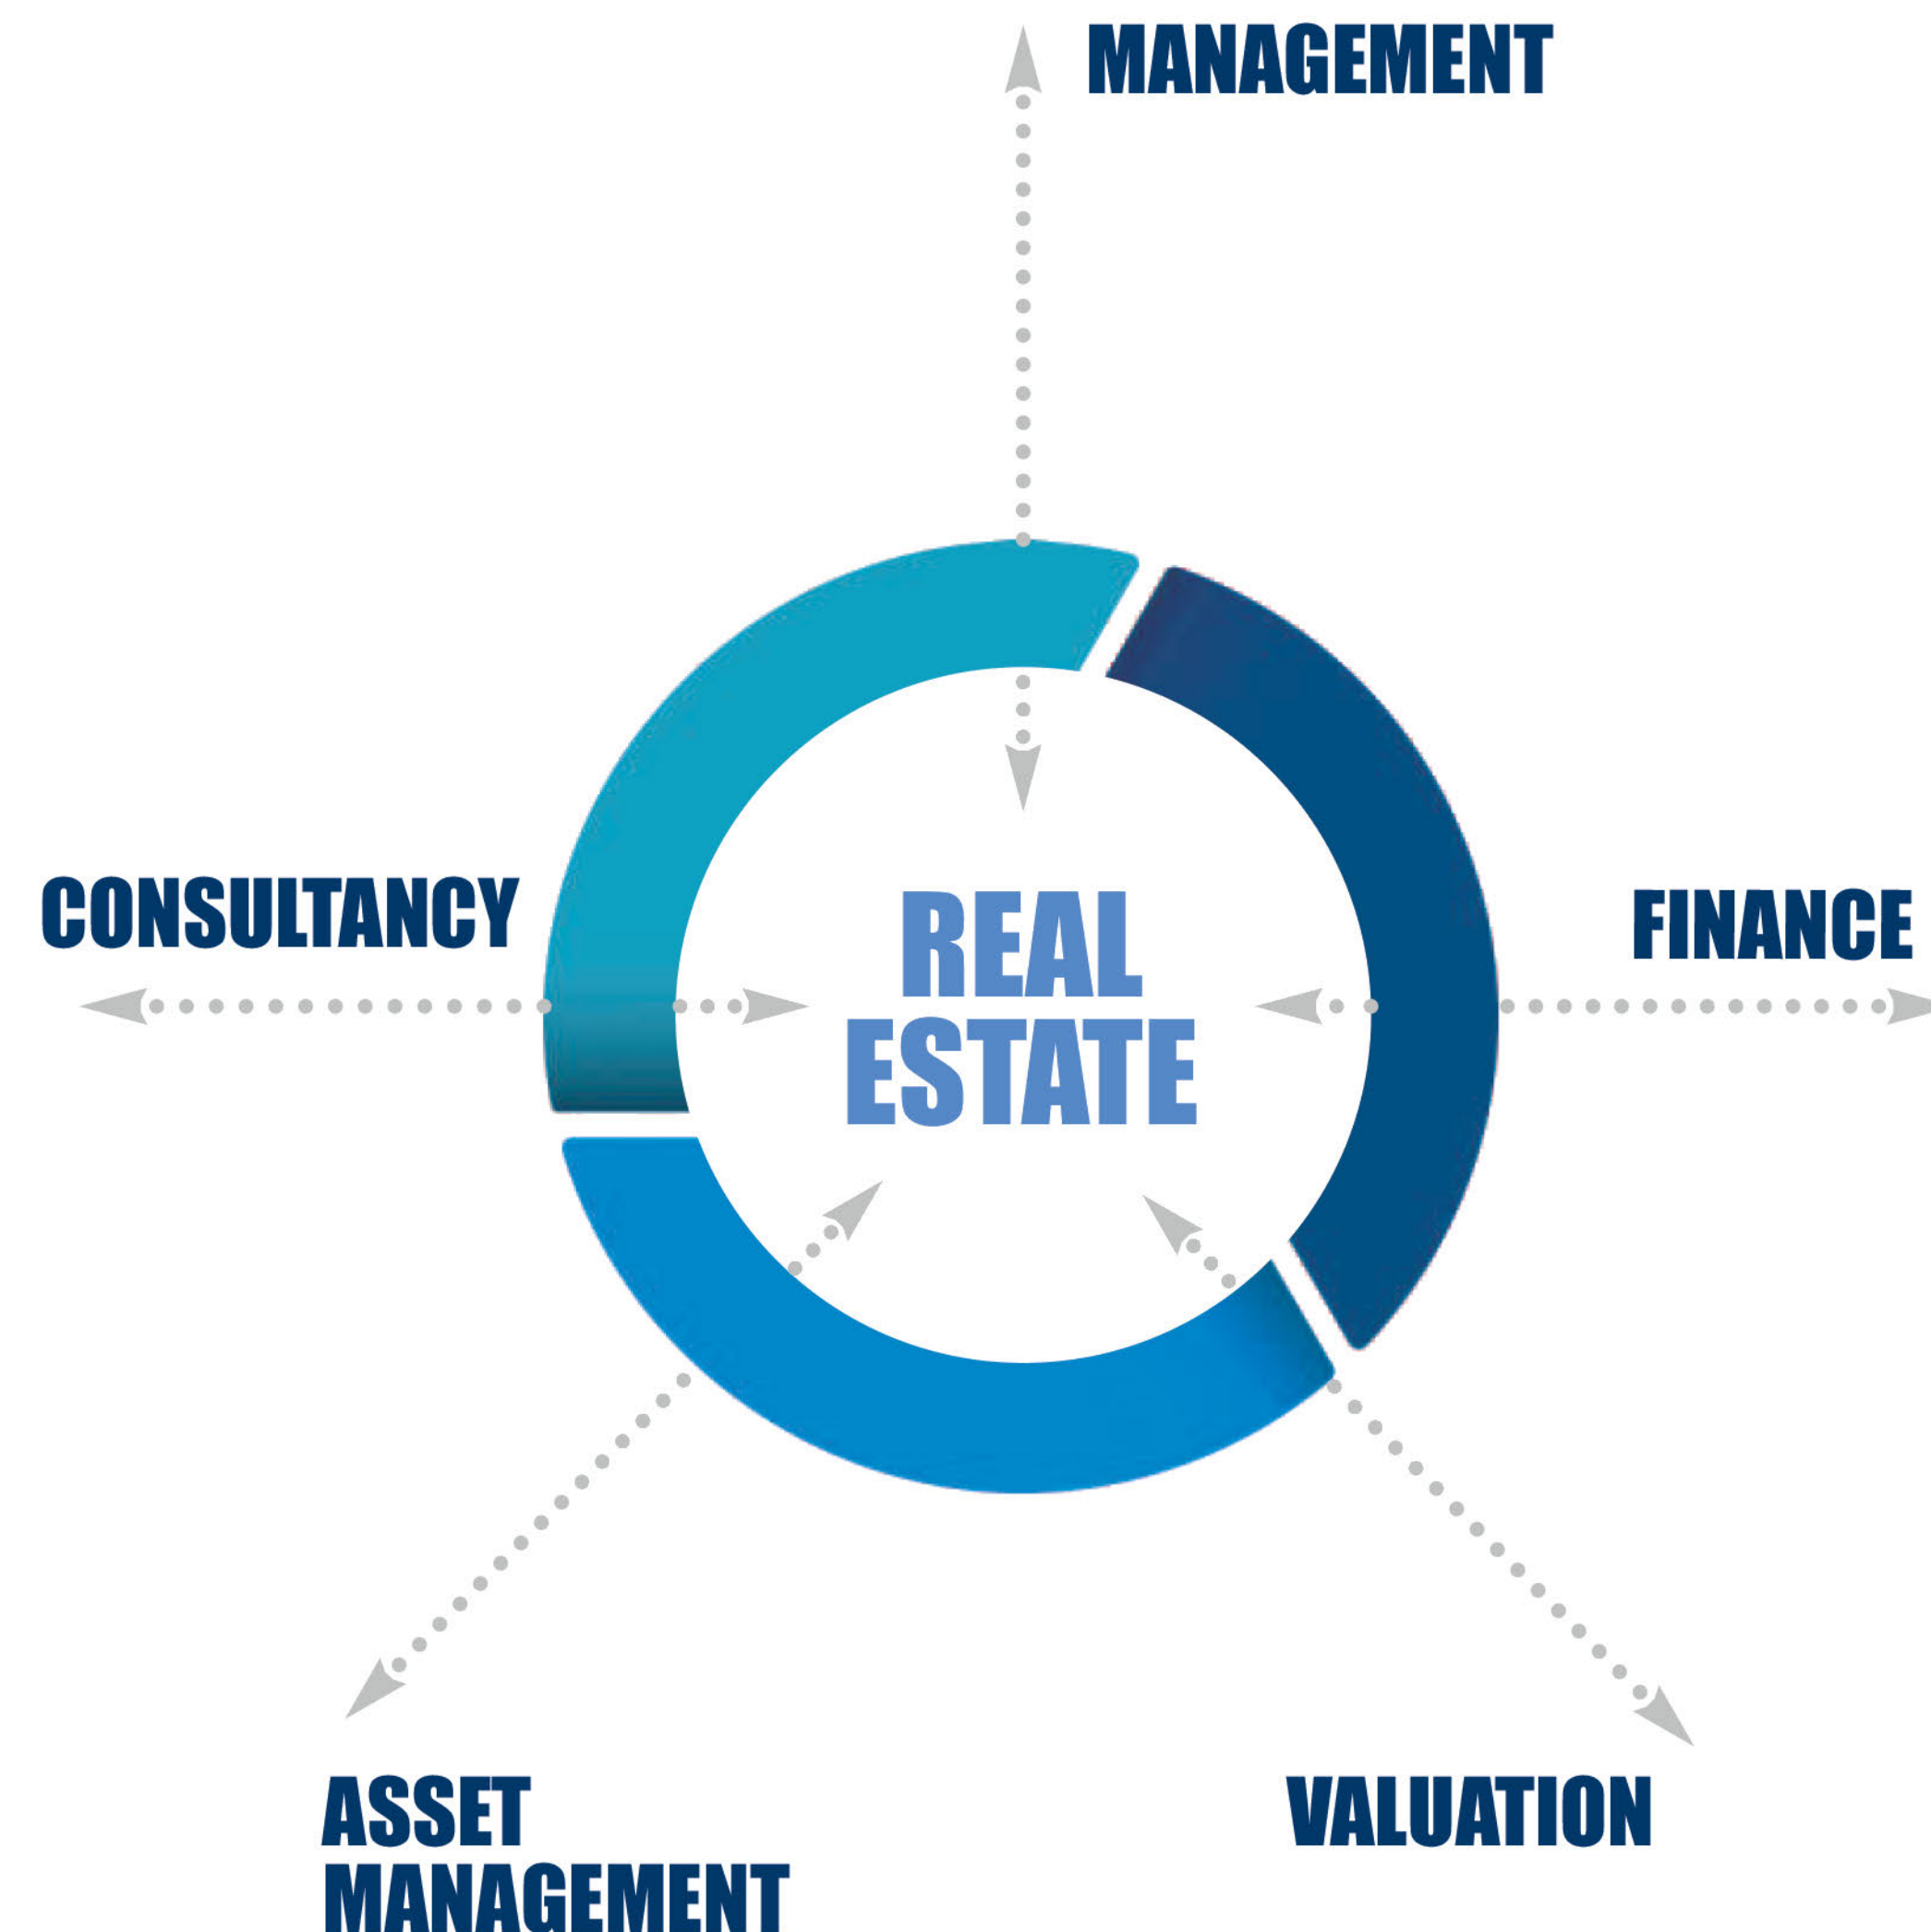 MANAGEMENT
CONSULTANCY
REAL
ESTATE
FINANCE
ASSET
MANAGEMENT
VALUATION